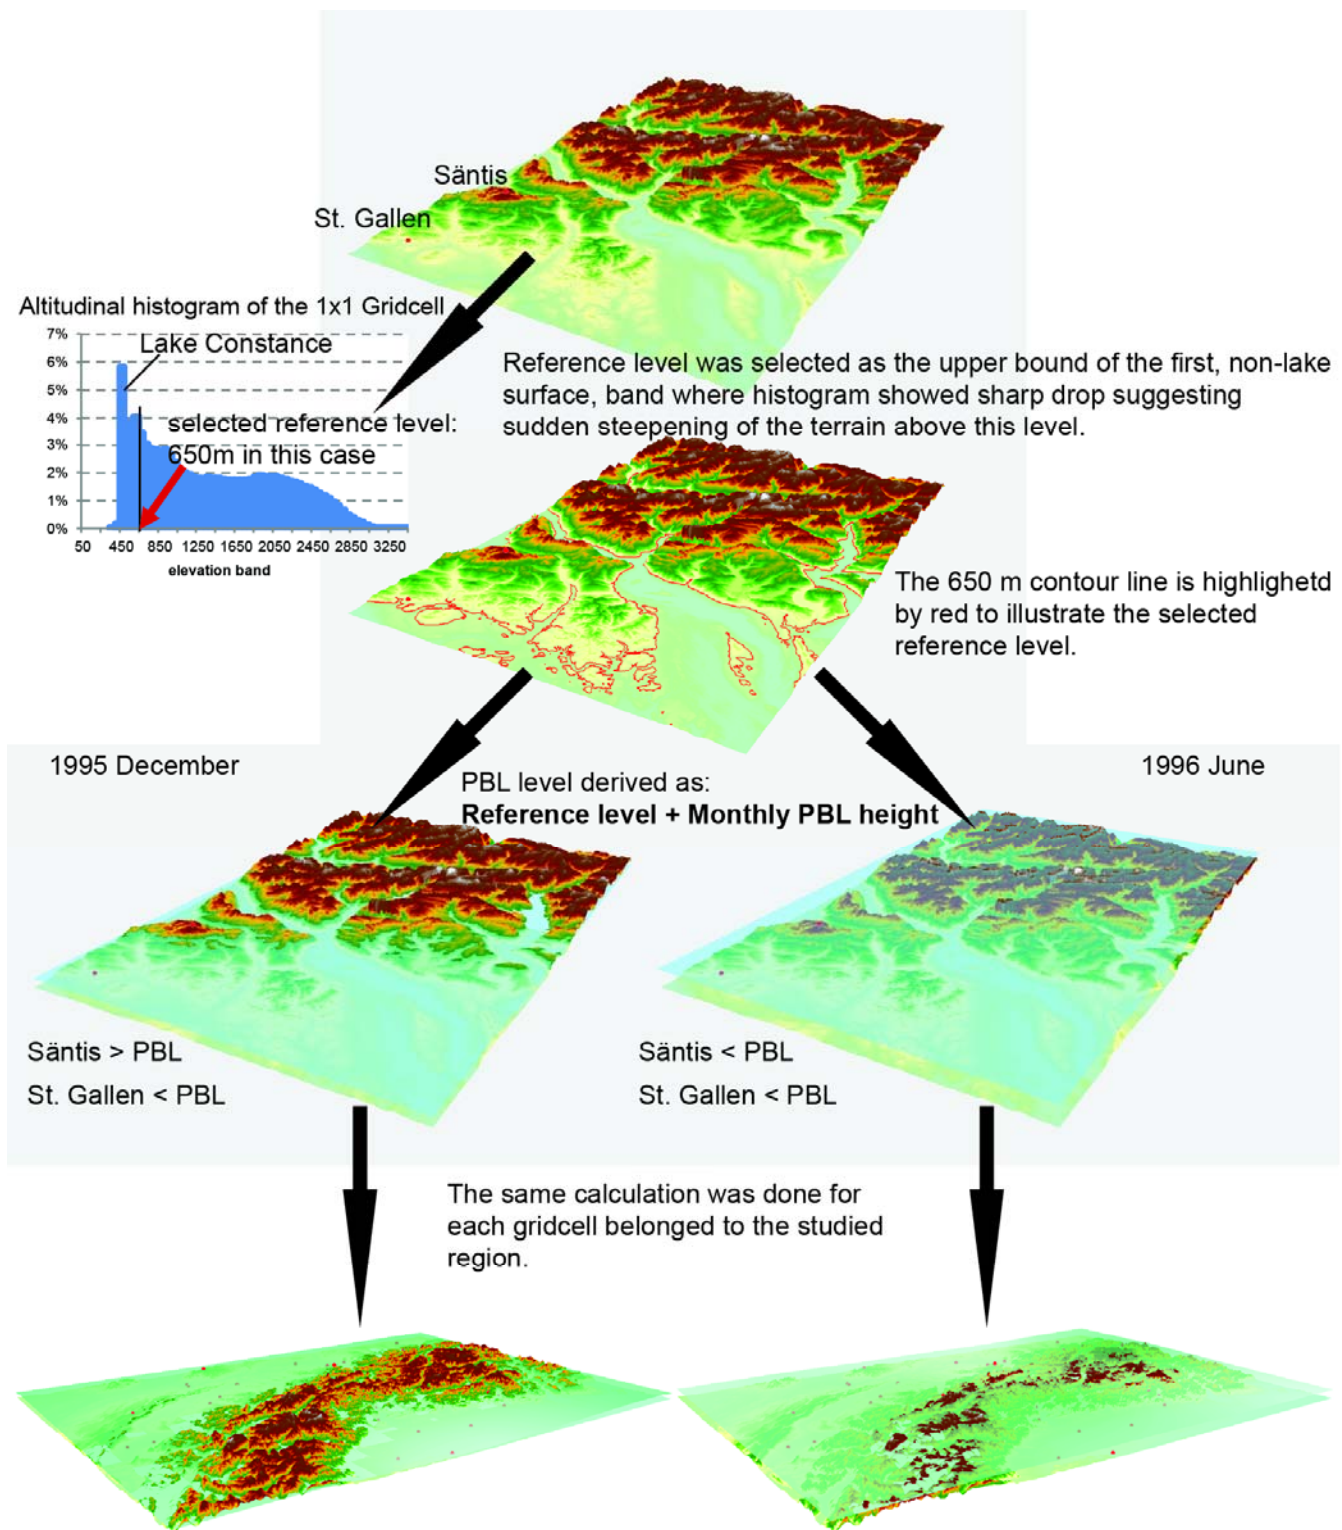 Säntis
St. Gallen
Altitudinal histogram of the 1x1 Gridcell
7%
6%
5%
4%
3%
2%
1%
0%
Lake Constance
selected reference level:
650m in this case
50 450 850 1250 1650 2050 2450 2850 3250
elevation band
Reference level was selected as the upper bound of the first, non-lake
surface, band where histogram showed sharp drop suggesting
sudden steepening of the terrain above this level.
The 650 m contour line is highlighetd
by red to illustrate the selected
reference level.
1995 December
PBL level derived as:
Reference level + Monthly PBL height
1996 June
Säntis > PBL
St. Gallen < PBL
Säntis < PBL
St. Gallen < PBL
The same calculation was done for
each gridcell belonged to the studied
region.